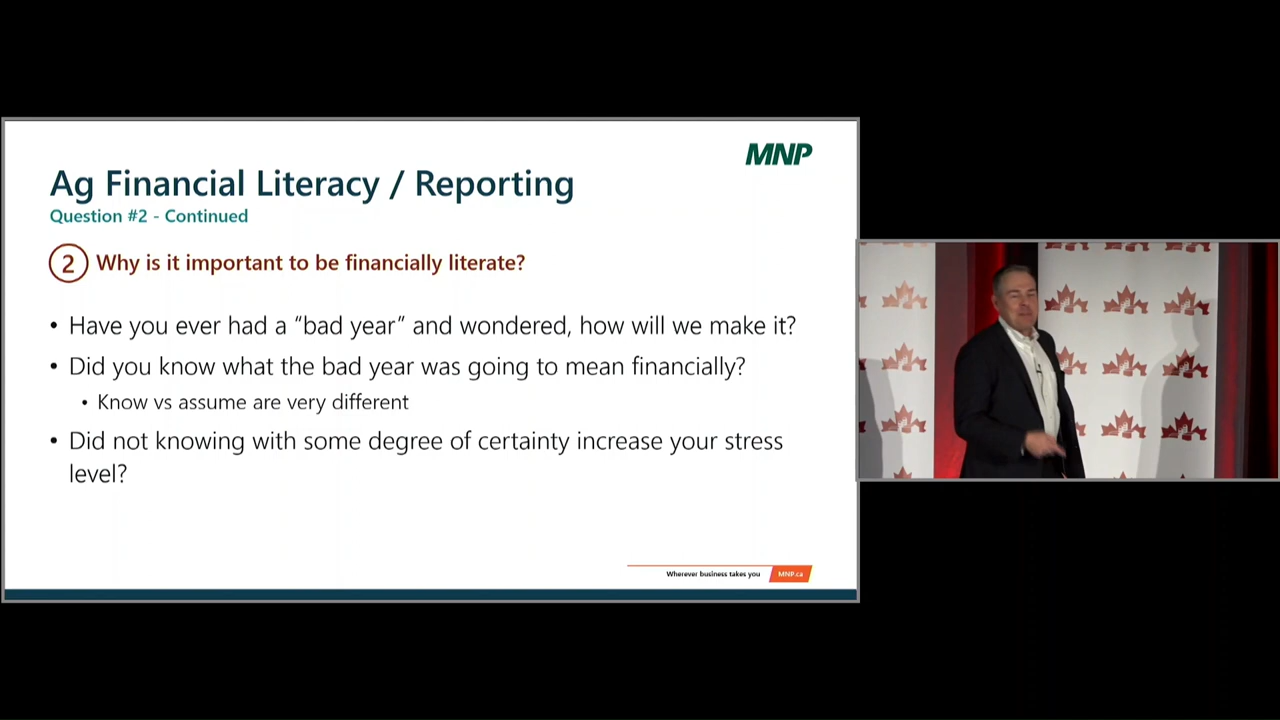 MNP
Ag Financial Literacy / Reporting
Question #2 - Continued
2 Why is it important to be financially literate?
• Have you ever had a “bad year” and wondered, how will we make it?
• Did you know what the bad year was going to mean financially?
• Know vs assume are very different
• Did not knowing with some degree of certainty increase your stress
level?
Wherever business takes you MNP.ca